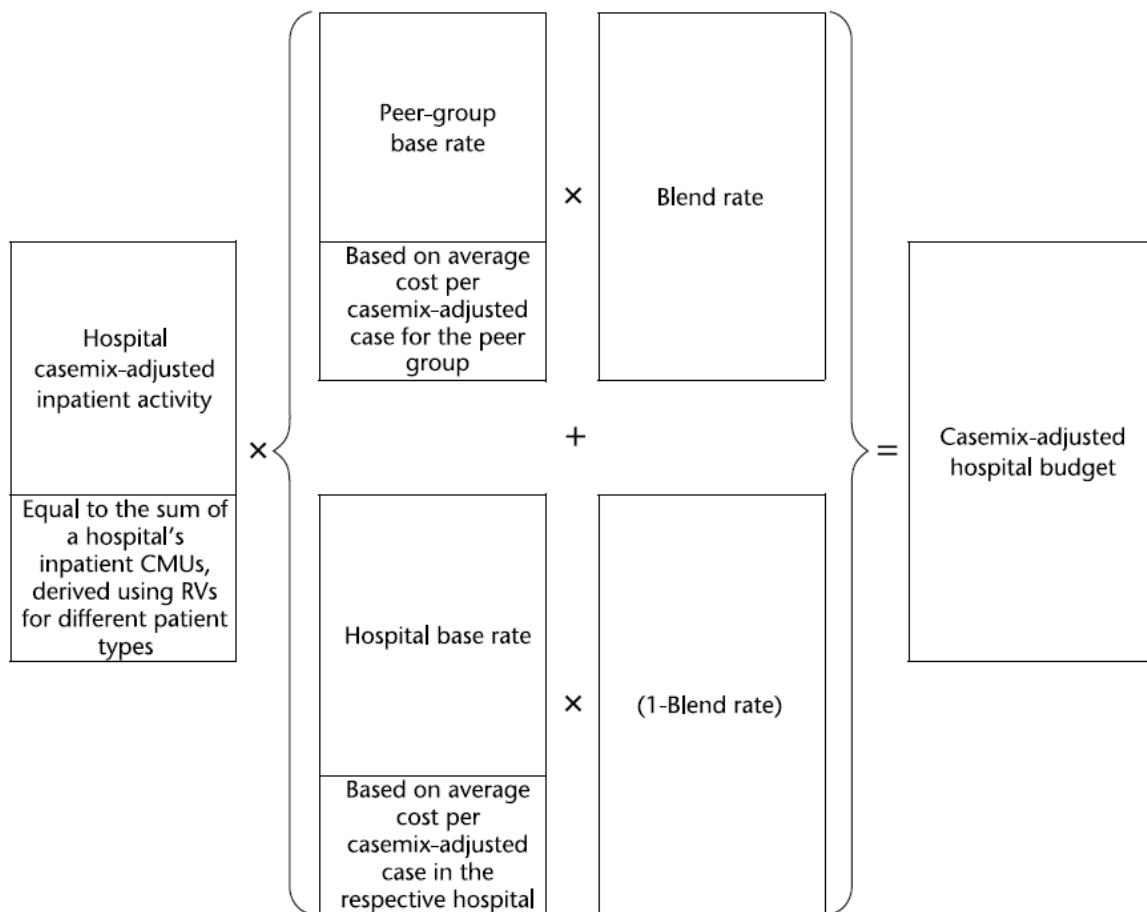 Hospital
casemix-adjusted
inpatient activity
Equal to the sum of
a hospital's
inpatient CMUs,
derived using RVs
for different patient
types
×
Peer-group
base rate
Based on average
cost per
casemix-adjusted
case for the peer
group
×
Blend rate
+
Hospital base rate
Based on average
cost per
casemix-adjusted
case in the
respective hospital
×
(1-Blend rate)
=
Casemix-adjusted
hospital budget